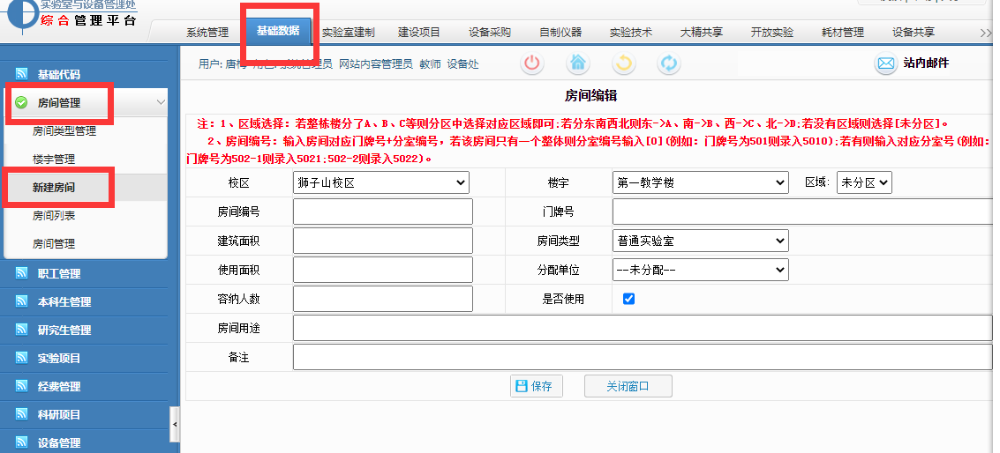 实验室与设备管理处
综合管理平台
系统管理 基础数据 实验室建制 建设项目 设备采购 自制仪器 实验技术 大精共享 开放实验 耗材管理 设备共享 >>
用户: 唐 管理员 网站内容管理员 教师 设备处
站内邮件
基础代码
房间管理
房间类型管理
楼宇管理
新建房间
房间列表
房间管理
职工管理
本科生管理
研究生管理
实验项目
经费管理
科研项目
设备管理
<
房间编辑
注: 1、区域选择: 若整栋楼分了A、B、C等则分区中选择对应区域即可;若分东南西北则东->A、南->B、西->C、北->D;若没有区域则选择[未分区]。
2、房间编号: 输入房间对应门牌号+分室编号, 若该房间只有一个整体则分室编号输入[0](例如: 门牌号为501则录入5010);若有则输入对应分室号(例如:
门牌号为502-1则录入5021;502-2则录入5022)。
校区 狮子山校区 楼宇 第一教学楼 区域: 未分区
房间编号 门牌号
建筑面积 房间类型 普通实验室
使用面积 分配单位 --未分配--
容纳人数 是否使用
房间用途
备注
保存 关闭窗口